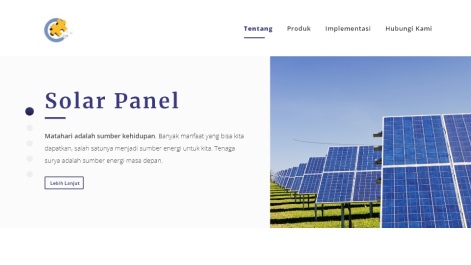 Tentang Produk Implementasi Hubungi Kami
Solar Panel
Matahari adalah sumber kehidupan. Banyak manfaat yang bisa kita
dapatkan, salah satunya menjadi sumber energi untuk kita. Tenaga
surya adalah sumber energi masa depan.
Lebih Lanjut